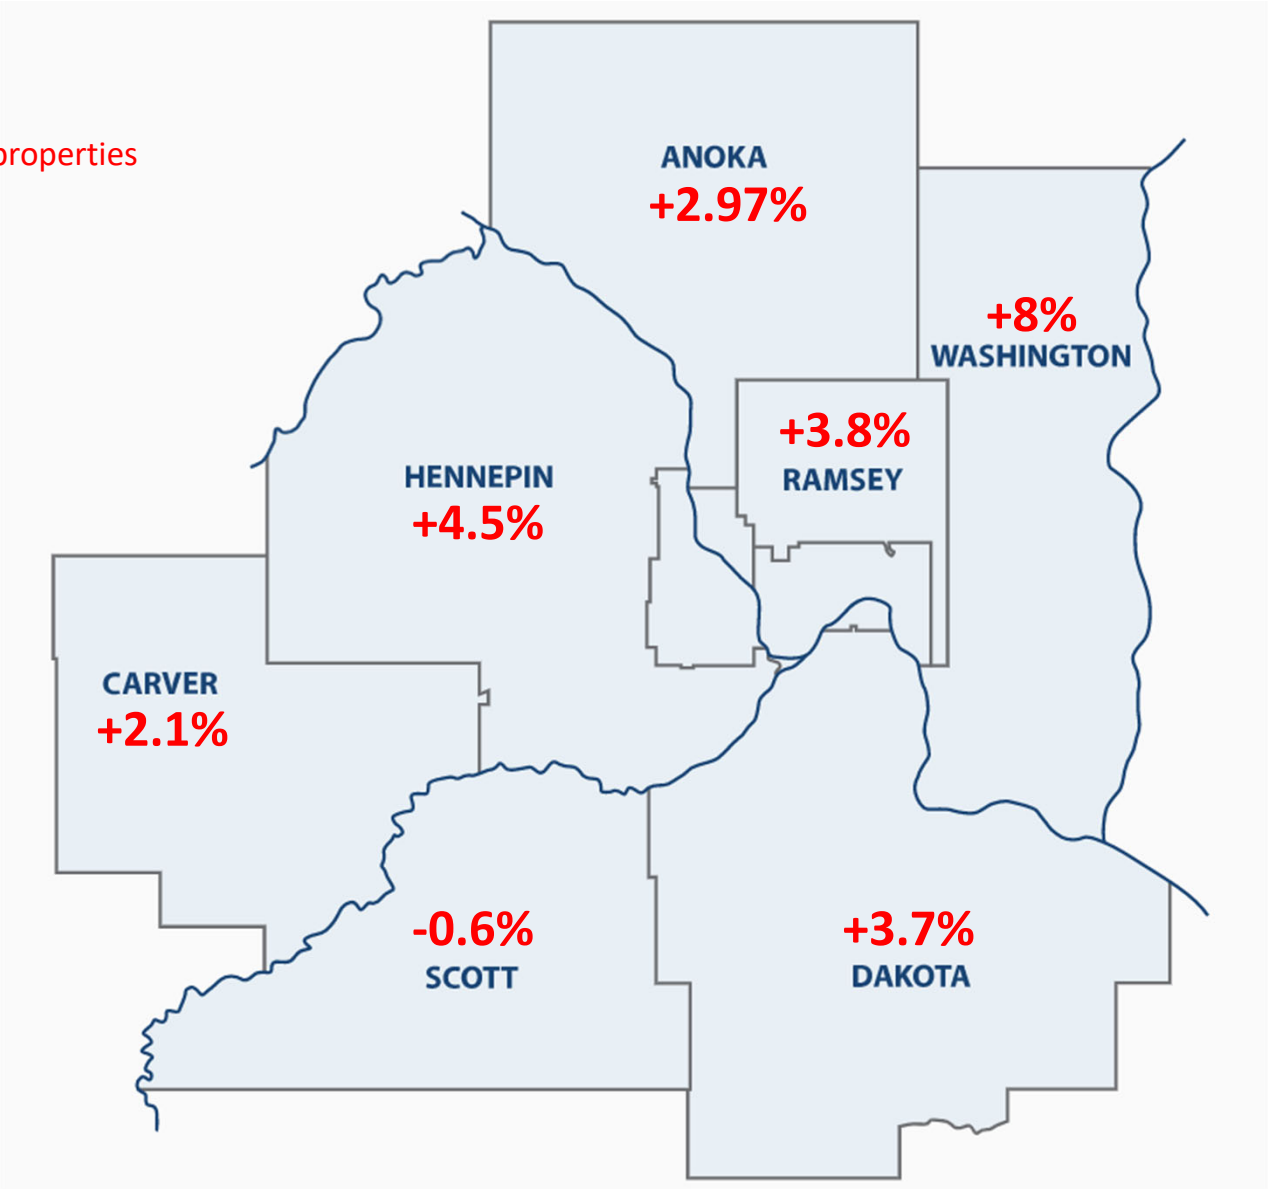 properties
ANOKA
+2.97%
+8%
WASHINGTON
+3.8%
RAMSEY
HENNEPIN
+4.5%
CARVER
+2.1%
-0.6%
SCOTT
+3.7%
DAKOTA